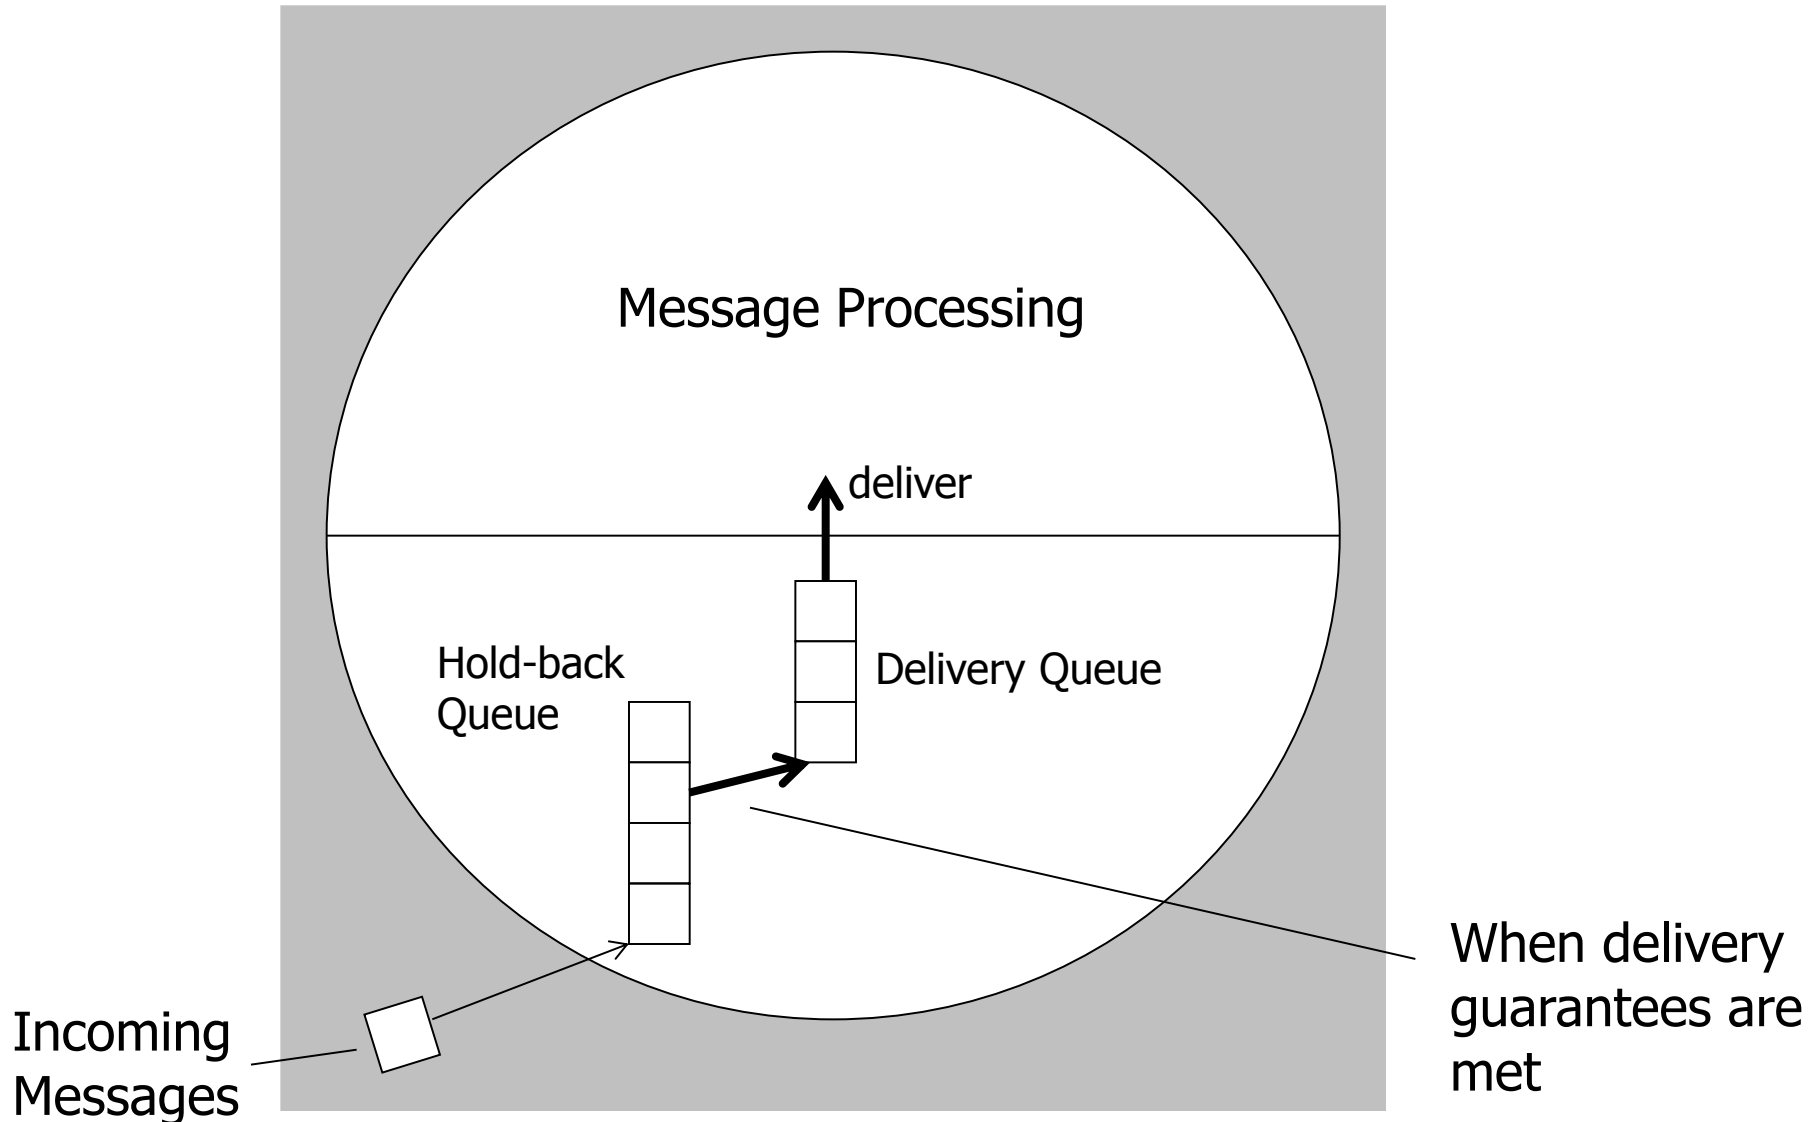 Message Processing
deliver
Hold-back
Queue
Delivery Queue
When delivery
guarantees are
met
Incoming
Messages